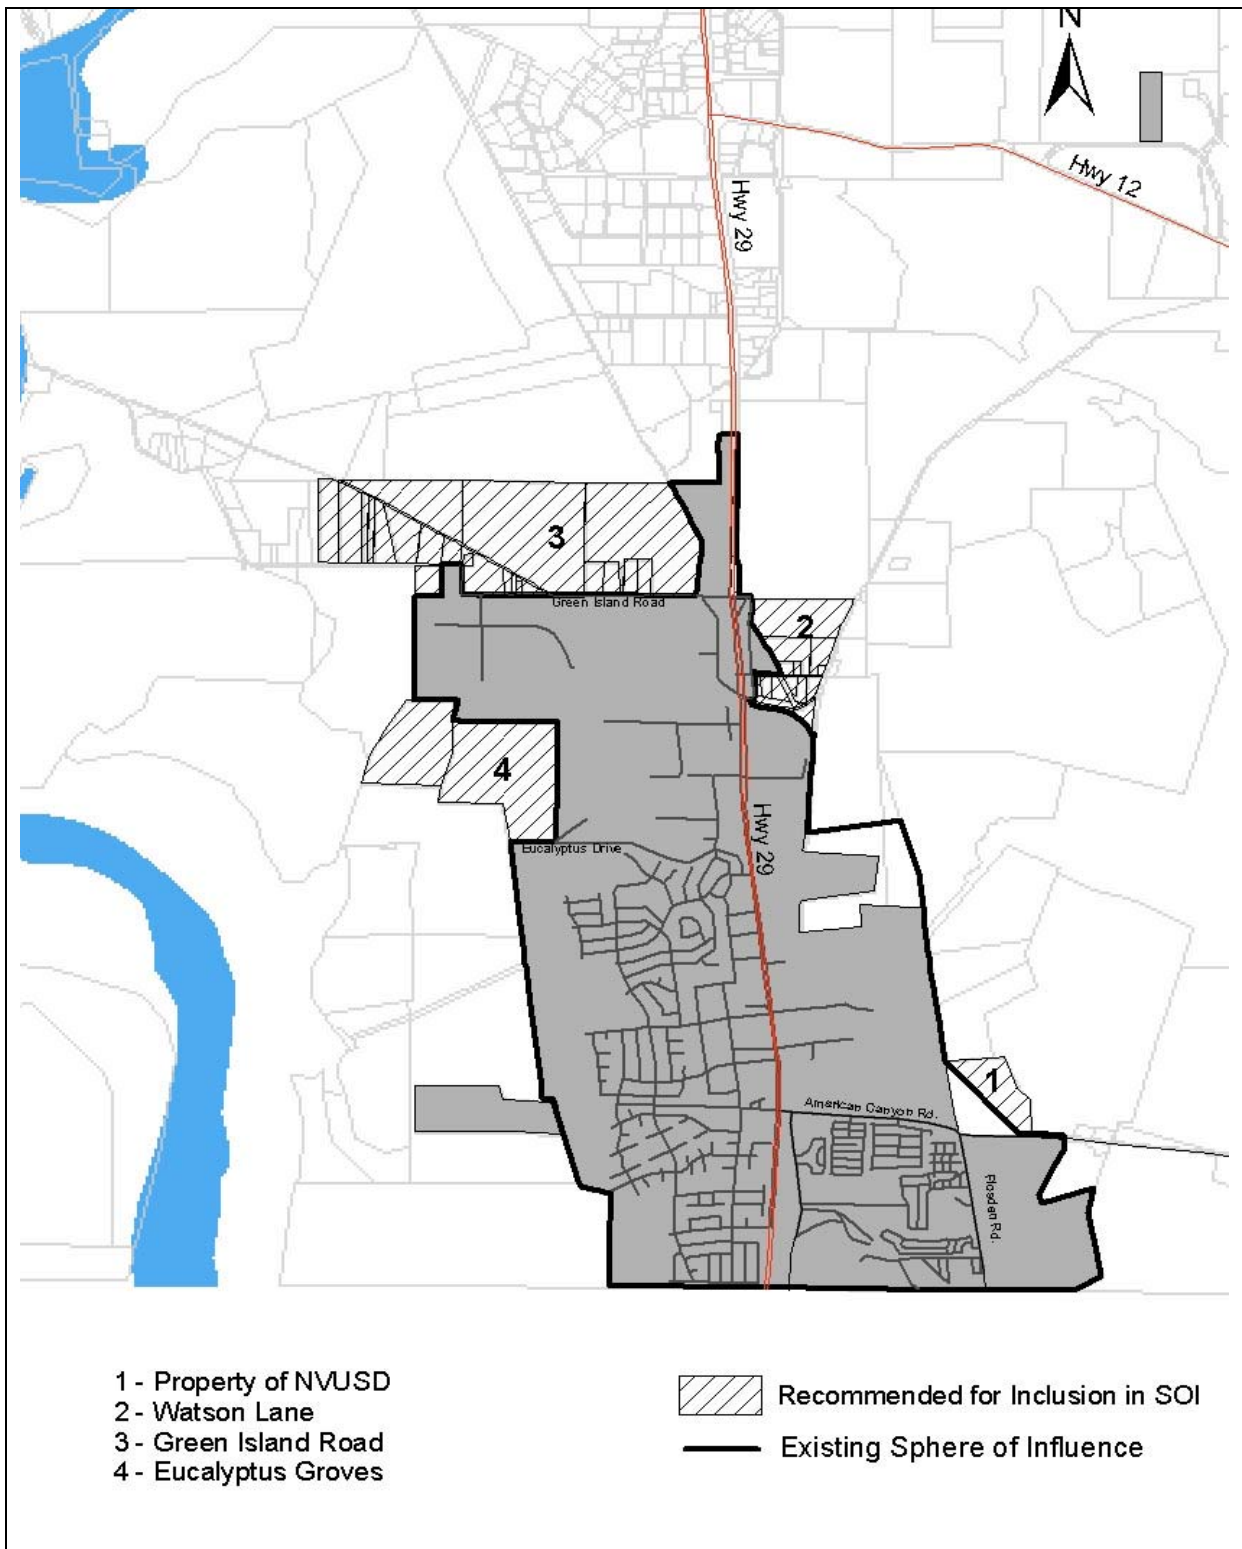 N
Hwy 29
Hwy 12
3
Green Island Road
2
4
Hwy 29
Eucalyptus Drive
1
American Canyon Rd.
Flosden Rd.
1 - Property of NVUSD
2 - Watson Lane
3 - Green Island Road
4 - Eucalyptus Groves
Recommended for Inclusion in SOI
Existing Sphere of Influence